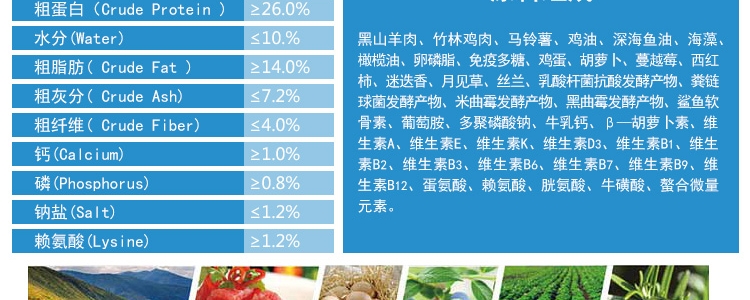 粗蛋白（Crude Protein ）	≥26.0%
水分(Water)	≤10.%
粗脂肪( Crude Fat )	≥14.0%
粗灰分( Crude Ash)	≤7.2%
粗纤维( Crude Fiber)	≤4.0%
钙(Calcium)	≥1.0%
磷(Phosphorus)	≥0.8%
钠盐(Salt)	≤1.2%
赖氨酸(Lysine)	≥1.2%
黑山羊肉、竹林鸡肉、马铃薯、鸡油、深海鱼油、海藻、
橄榄油、卵磷脂、免疫多糖、鸡蛋、胡萝卜、蔓越莓、西红
柿、迷迭香、月见草、丝兰、乳酸杆菌抗酸发酵产物、粪链
球菌发酵产物、米曲霉发酵产物、黑曲霉发酵产物、鲨鱼软
骨素、葡萄胺、多聚磷酸钠、牛乳钙、β—胡萝卜素、维
生素A、维生素E、维生素K、维生素D3、维生素B1、维生
素B2、维生素B3、维生素B6、维生素B7、维生素B9、维
生素B12、蛋氨酸、赖氨酸、胱氨酸、牛磺酸、螯合微量
元素。